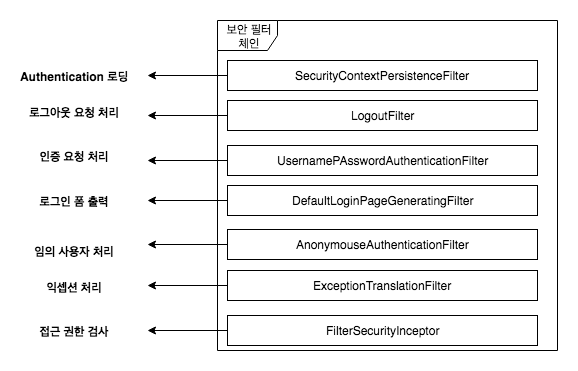 보안 필터
체인
Authentication 로딩
SecurityContextPersistenceFilter
로그아웃 요청 처리
LogoutFilter
인증 요청 처리
UsernamePAsswordAuthenticationFilter
로그인 폼 출력
DefaultLoginPageGeneratingFilter
임의 사용자 처리
AnonymouseAuthenticationFilter
익셉션 처리
ExceptionTranslationFilter
접근 권한 검사
FilterSecurityInceptor